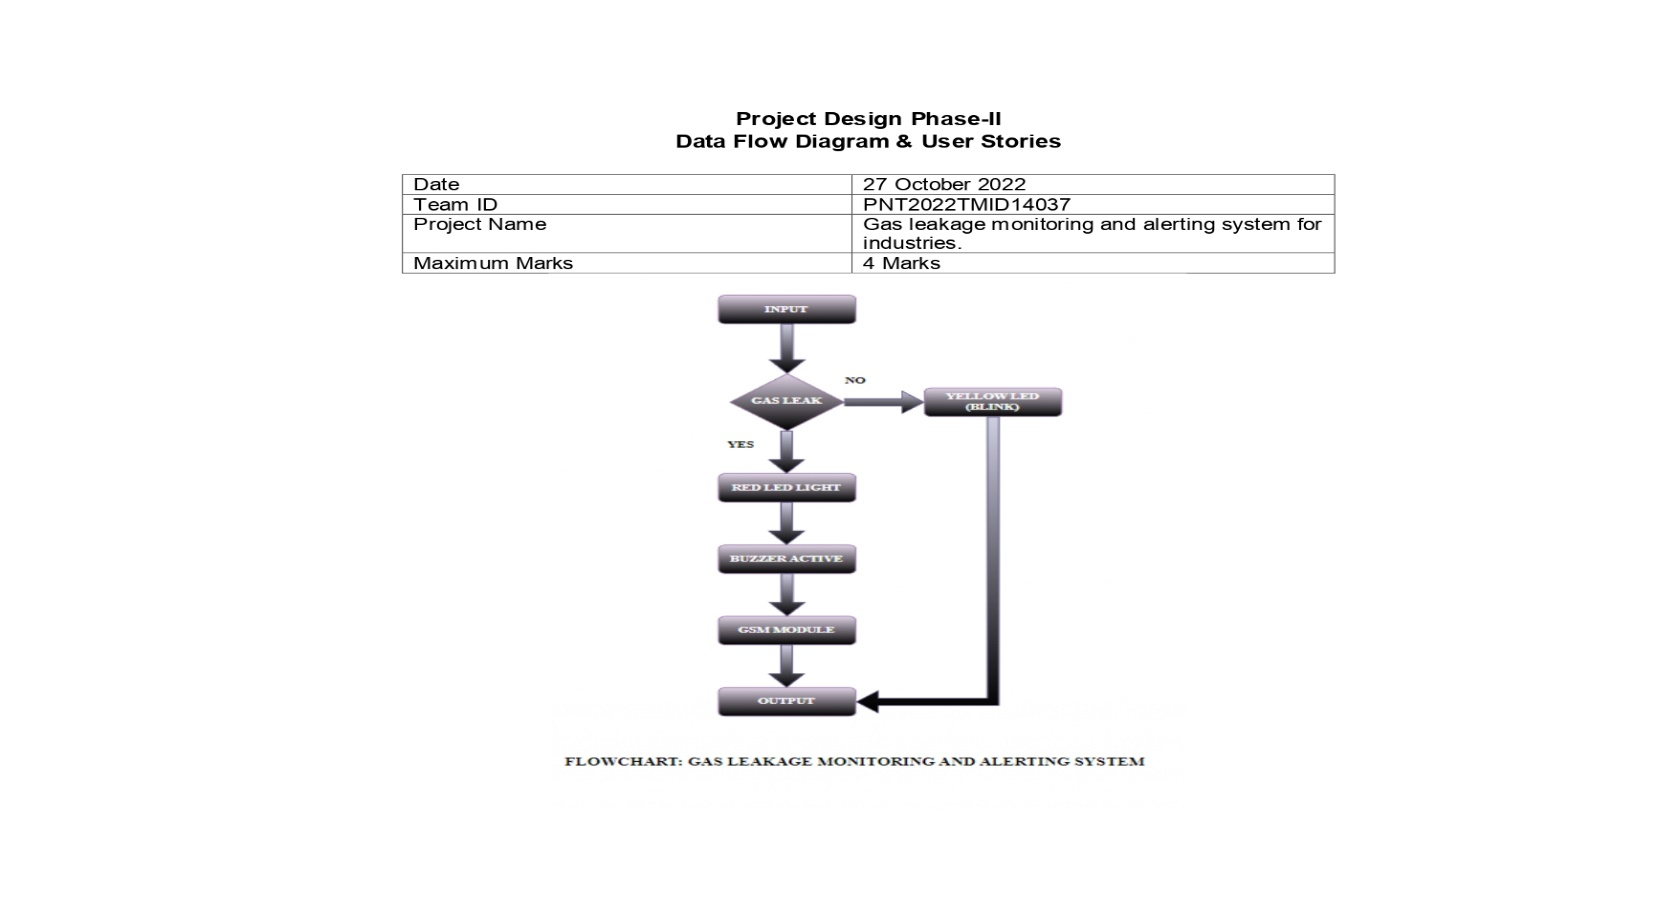 Project Design Phase-II
Data Flow Diagram & User Stories
Date
27 October 2022
Team ID
PNT2022TMID14037
Project Name
Gas leakage monitoring and alerting system for
industries.
Maximum Marks
4 Marks
INPUT
GAS LEAK
NO
YELLOW LED
(BLINK)
YES
RED LED LIGHT
BUZZER ACTIVE
GSM MODULE
OUTPUT
FLOWCHART: GAS LEAKAGE MONITORING AND ALERTING SYSTEM